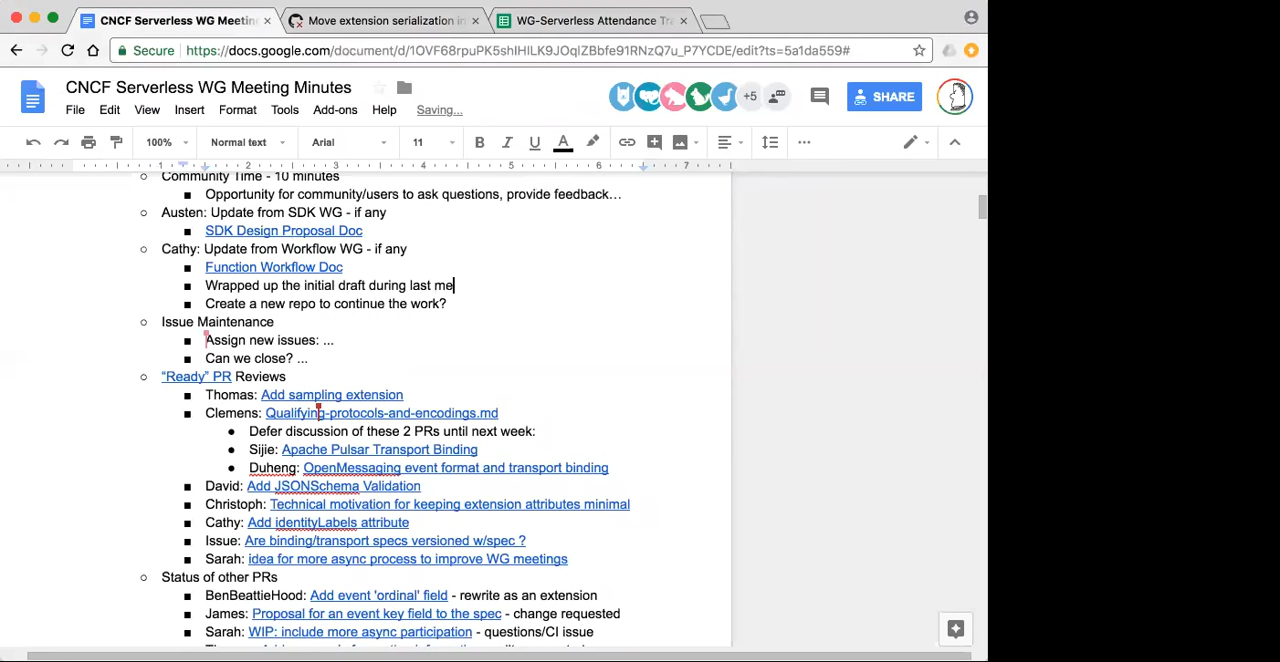 CNCF Serverless WG Meetin
Move extension serialization in
WG-Serverless Attendance Tra
Secure https://docs.google.com/document/d/1OVF68rpuPK5shIHlLK9JOqlZBbfe91RNzQ7u_P7YCDE/edit?ts=5a1da559#
CNCF Serverless WG Meeting Minutes
File Edit View Insert Format Tools Add-ons Help Saving...
+5
SHARE
100% Normal text Arial 11
1 2 3 4 5 6 7
Community Time - 10 minutes
Opportunity for community/users to ask questions, provide feedback…
Austen: Update from SDK WG - if any
SDK Design Proposal Doc
Cathy: Update from Workflow WG - if any
Function Workflow Doc
Wrapped up the initial draft during last me
Create a new repo to continue the work?
Issue Maintenance
Assign new issues: ...
Can we close? ...
“Ready” PR Reviews
Thomas: Add sampling extension
Clemens: Qualifying-protocols-and-encodings.md
Defer discussion of these 2 PRs until next week:
Sijie: Apache Pulsar Transport Binding
Duheng: OpenMessaging event format and transport binding
David: Add JSONSchema Validation
Christoph: Technical motivation for keeping extension attributes minimal
Cathy: Add identityLabels attribute
Issue: Are binding/transport specs versioned w/spec ?
Sarah: idea for more async process to improve WG meetings
Status of other PRs
BenBeattieHood: Add event 'ordinal' field - rewrite as an extension
James: Proposal for an event key field to the spec - change requested
Sarah: WIP: include more async participation - questions/CI issue